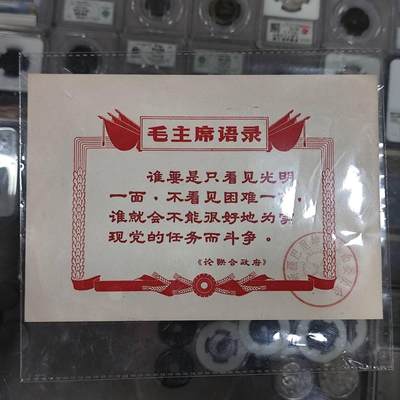 毛主席语录
谁要是只看见光明
一面，不看见困难一面，
谁就会不能很好地为实
现党的任务而斗争。
《论联合政府》